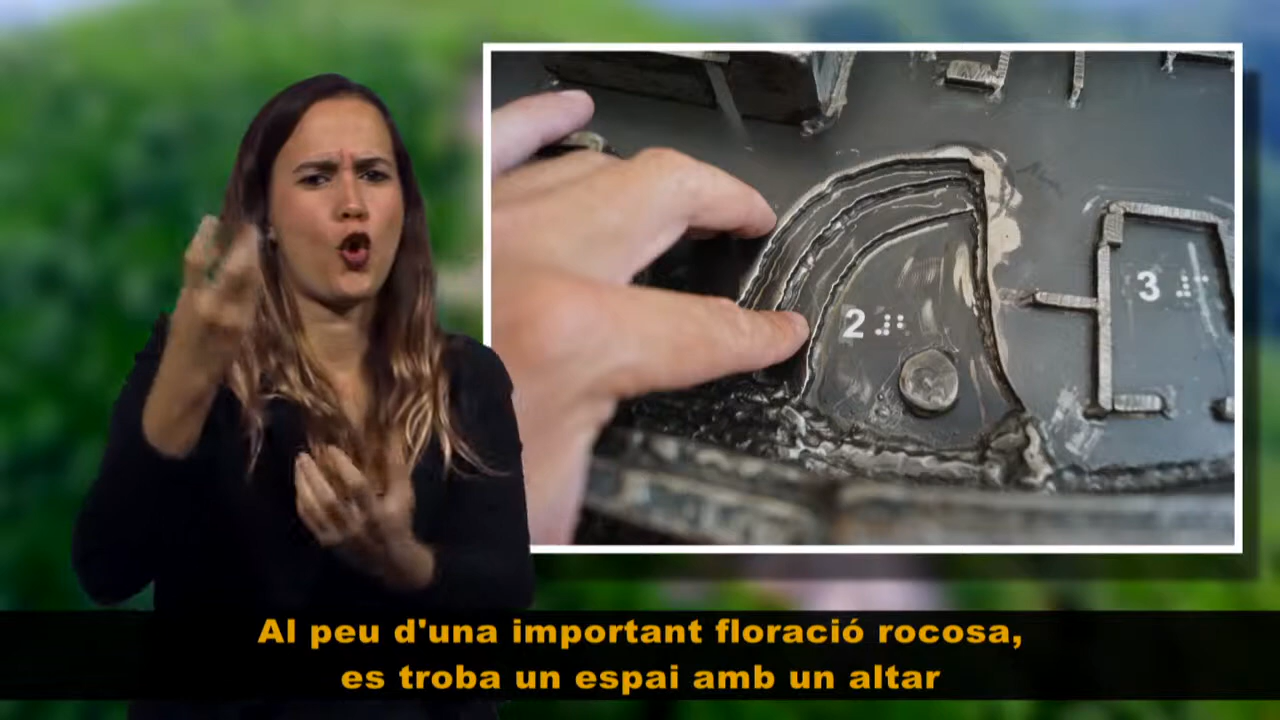 2 ⠼⠃
3
Al peu d'una important floració rocosa,
es troba un espai amb un altar